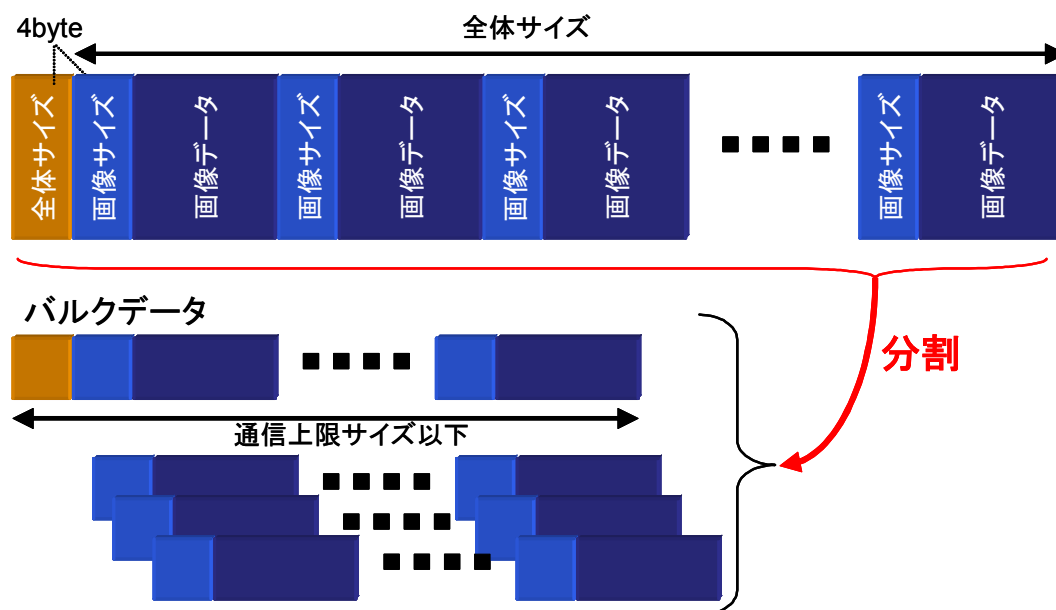 4byte
全体サイズ
全体サイズ
画像サイズ
画像データ
画像サイズ
画像データ
画像サイズ
画像データ
画像サイズ
画像データ
バルクデータ
分割
通信上限サイズ以下